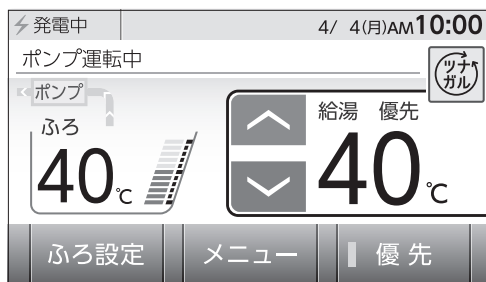 発電中 4/ 4(月)AM10:00
ポンプ運転中
ツナ
ガル
ポンプ
ふろ
40℃
給湯 優先
40℃
ふろ設定 メニュー 優先